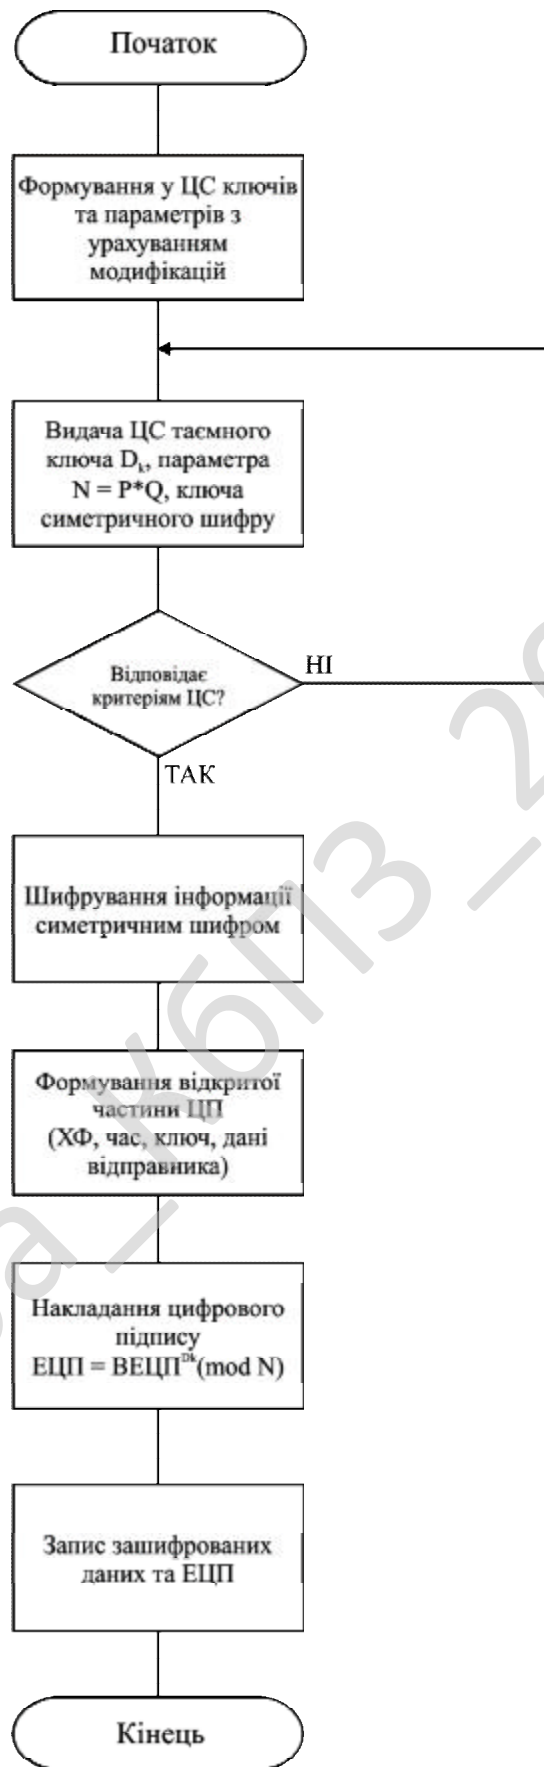 Початок
Формування у ЦС ключів
та параметрів з
урахуванням
модифікацій
Видача ЦС таємного
ключа Dk, параметра
N = P*Q, ключа
симетричного шифру
Відповідає
критеріям ЦС?
НІ
ТАК
Шифрування інформації
симетричним шифром
Формування відкритої
частини ЦП
(ХФ, час, ключ, дані
відправника)
Накладання цифрового
підпису
ЕЦП = ВЕЦП^Dk(mod N)
Запис зашифрованих
даних та ЕЦП
Кінець